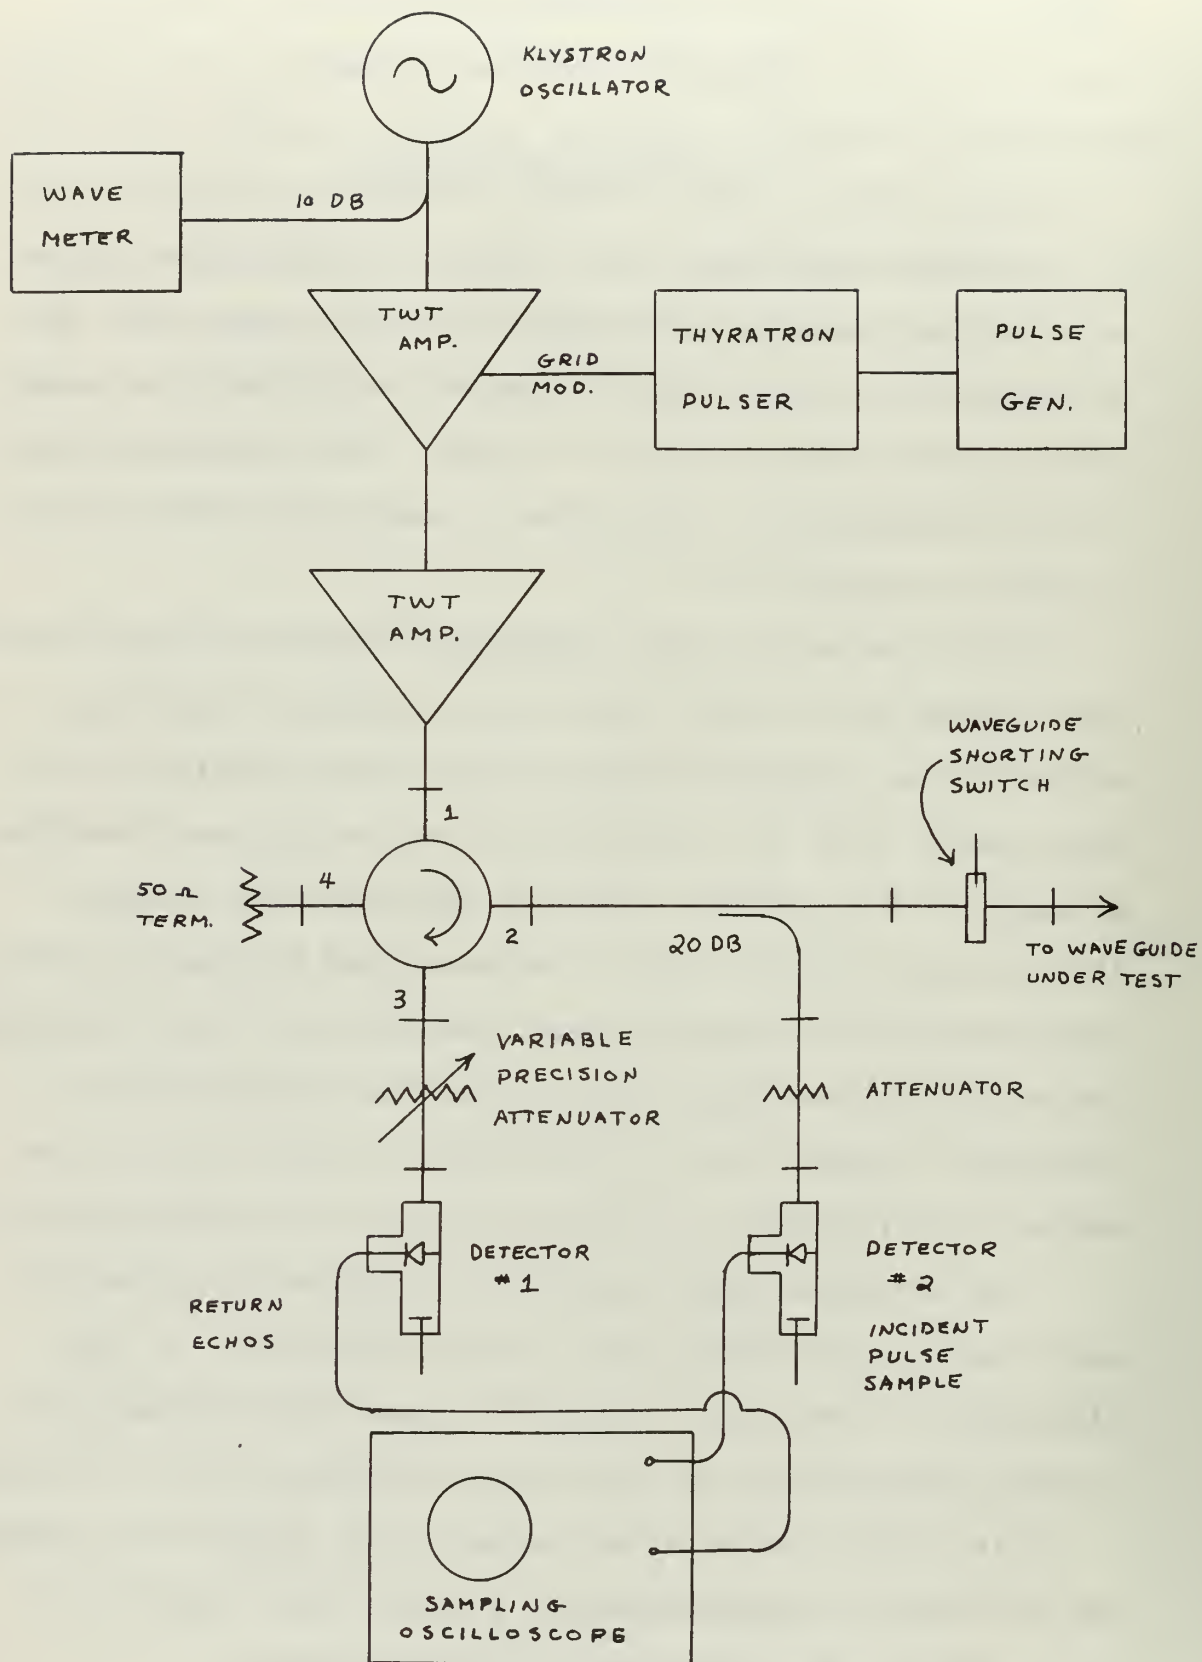 KLYSTRON
OSCILLATOR
WAVE
METER
10 DB
TWT
AMP.
GRID
MOD.
THYRATRON
PULSER
PULSE
GEN.
TWT
AMP.
WAVEGUIDE
SHORTING
SWITCH
1
50 Ω
TERM.
4
2
20 DB
TO WAVEGUIDE
UNDER TEST
3
VARIABLE
PRECISION
ATTENUATOR
ATTENUATOR
DETECTOR
#1
DETECTOR
#2
RETURN
ECHOS
INCIDENT
PULSE
SAMPLE
SAMPLING
OSCILLOSCOPE